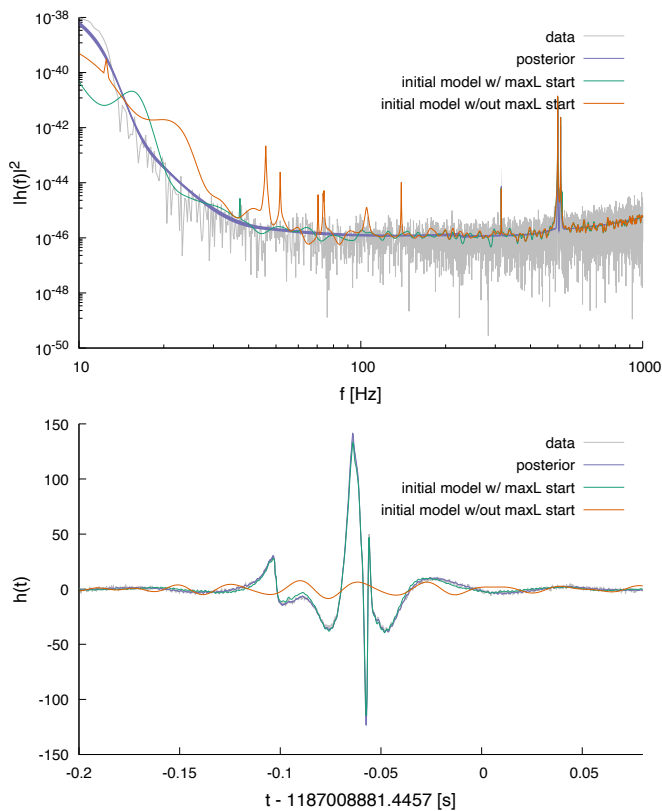 10^-38
10^-40
10^-42
10^-44
10^-46
10^-48
10^-50
|h(f)|^2
data
posterior
initial model w/ maxL start
initial model w/out maxL start
10 100 1000
f [Hz]
150
100
50
0
-50
-100
-150
h(t)
data
posterior
initial model w/ maxL start
initial model w/out maxL start
-0.2 -0.15 -0.1 -0.05 0 0.05
t - 1187008881.4457 [s]